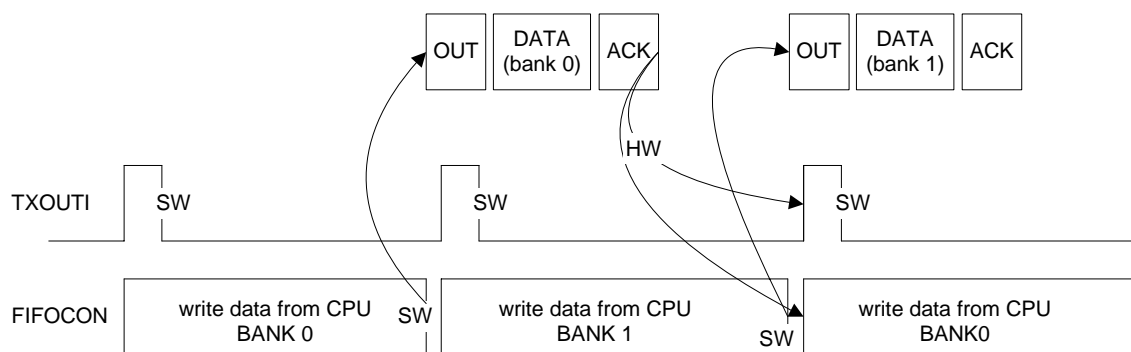 OUT
DATA
(bank 0)
ACK
OUT
DATA
(bank 1)
ACK
HW
TXOUTI
SW
SW
SW
FIFOCON
write data from CPU
BANK 0
SW
write data from CPU
BANK 1
SW
write data from CPU
BANK0